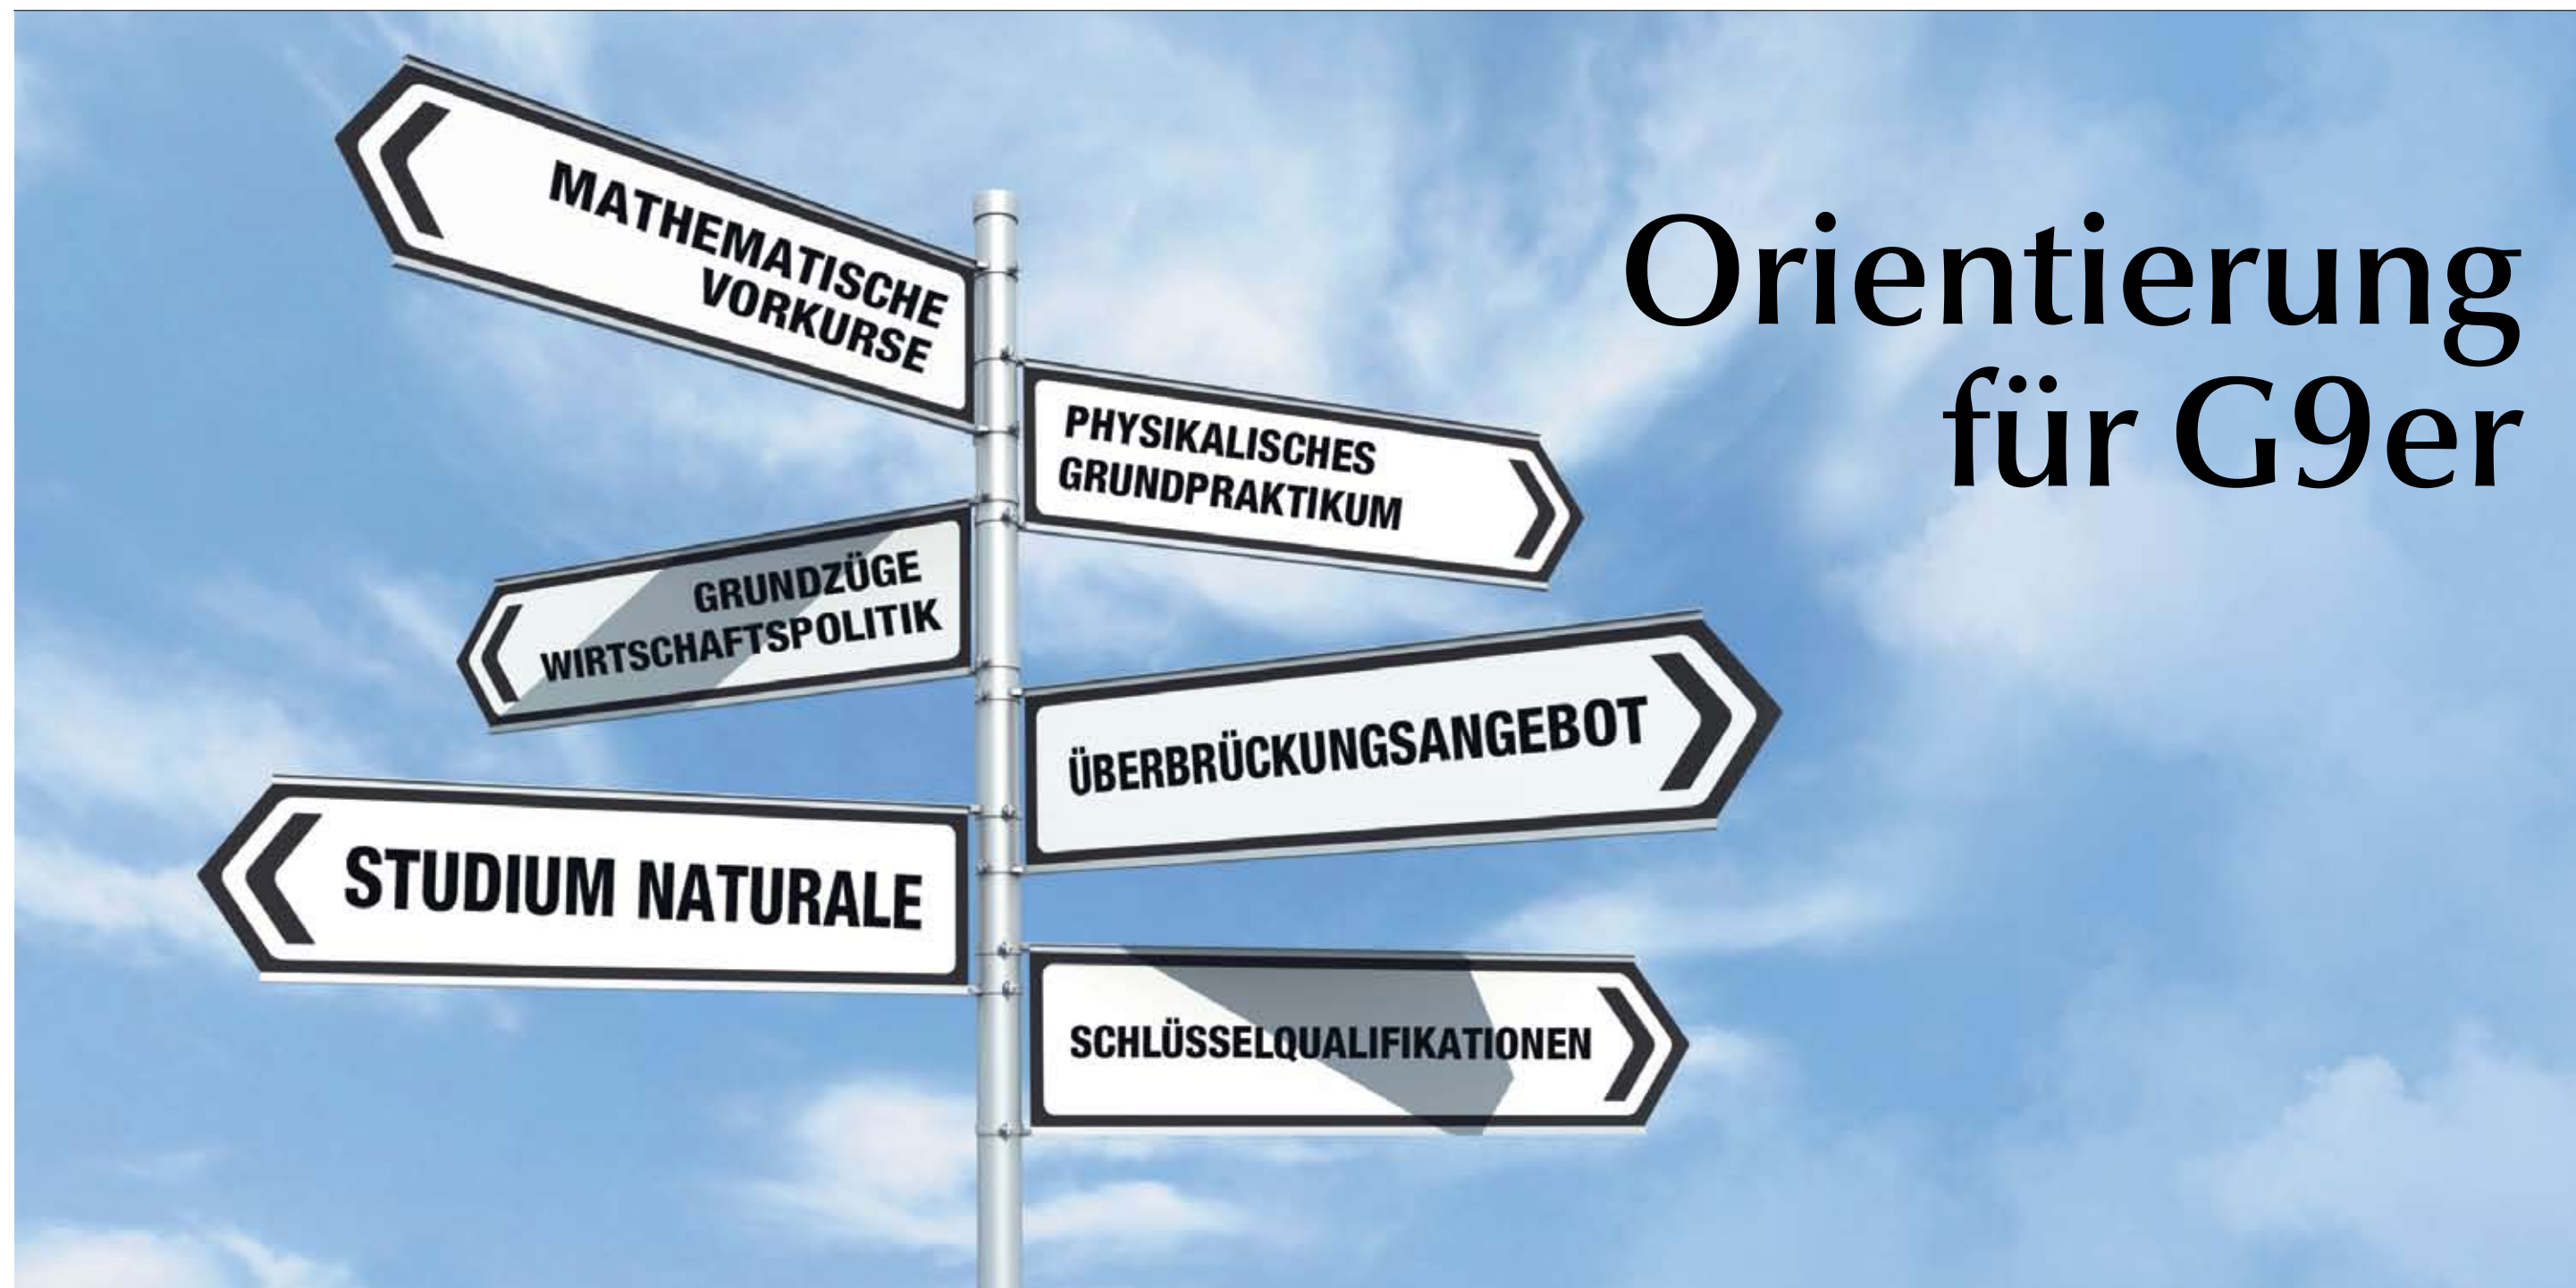 MATHEMATISCHE
VORKURSE
PHYSIKALISCHES
GRUNDPRAKTIKUM
GRUNDZÜGE
WIRTSCHAFTSPOLITIK
ÜBERBRÜCKUNGSANGEBOT
STUDIUM NATURALE
SCHLÜSSELQUALIFIKATIONEN
Orientierung
für G9er